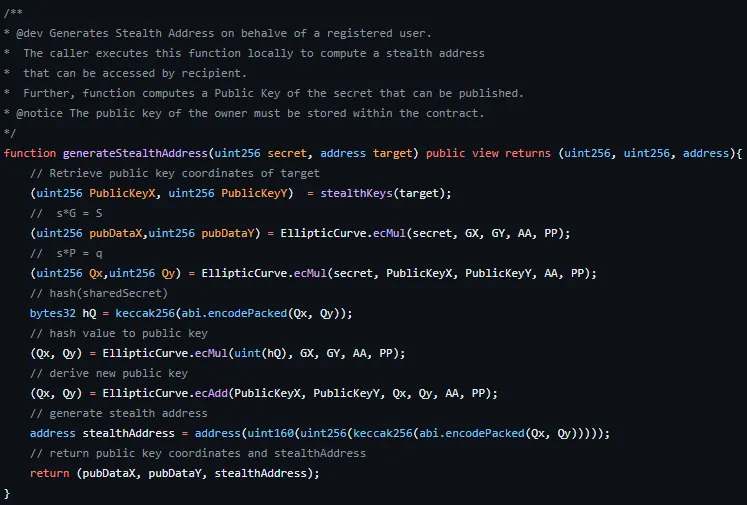 /**
* @dev Generates Stealth Address on behalve of a registered user.
*  The caller executes this function locally to compute a stealth address
*  that can be accessed by recipient.
*  Further, function computes a Public Key of the secret that can be published.
* @notice The public key of the owner must be stored within the contract.
*/
function generateStealthAddress(uint256 secret, address target) public view returns (uint256, uint256, address){
    // Retrieve public key coordinates of target
    (uint256 PublicKeyX, uint256 PublicKeyY)  = stealthKeys(target);
    //  s*G = S
    (uint256 pubDataX,uint256 pubDataY) = EllipticCurve.ecMul(secret, GX, GY, AA, PP);
    //  s*P = q
    (uint256 Qx,uint256 Qy) = EllipticCurve.ecMul(secret, PublicKeyX, PublicKeyY, AA, PP);
    // hash(sharedSecret)
    bytes32 hQ = keccak256(abi.encodePacked(Qx, Qy));
    // hash value to public key
    (Qx, Qy) = EllipticCurve.ecMul(uint(hQ), GX, GY, AA, PP);
    // derive new public key
    (Qx, Qy) = EllipticCurve.ecAdd(PublicKeyX, PublicKeyY, Qx, Qy, AA, PP);
    // generate stealth address
    address stealthAddress = address(uint160(uint256(keccak256(abi.encodePacked(Qx, Qy)))));
    // return public key coordinates and stealthAddress
    return (pubDataX, pubDataY, stealthAddress);
}